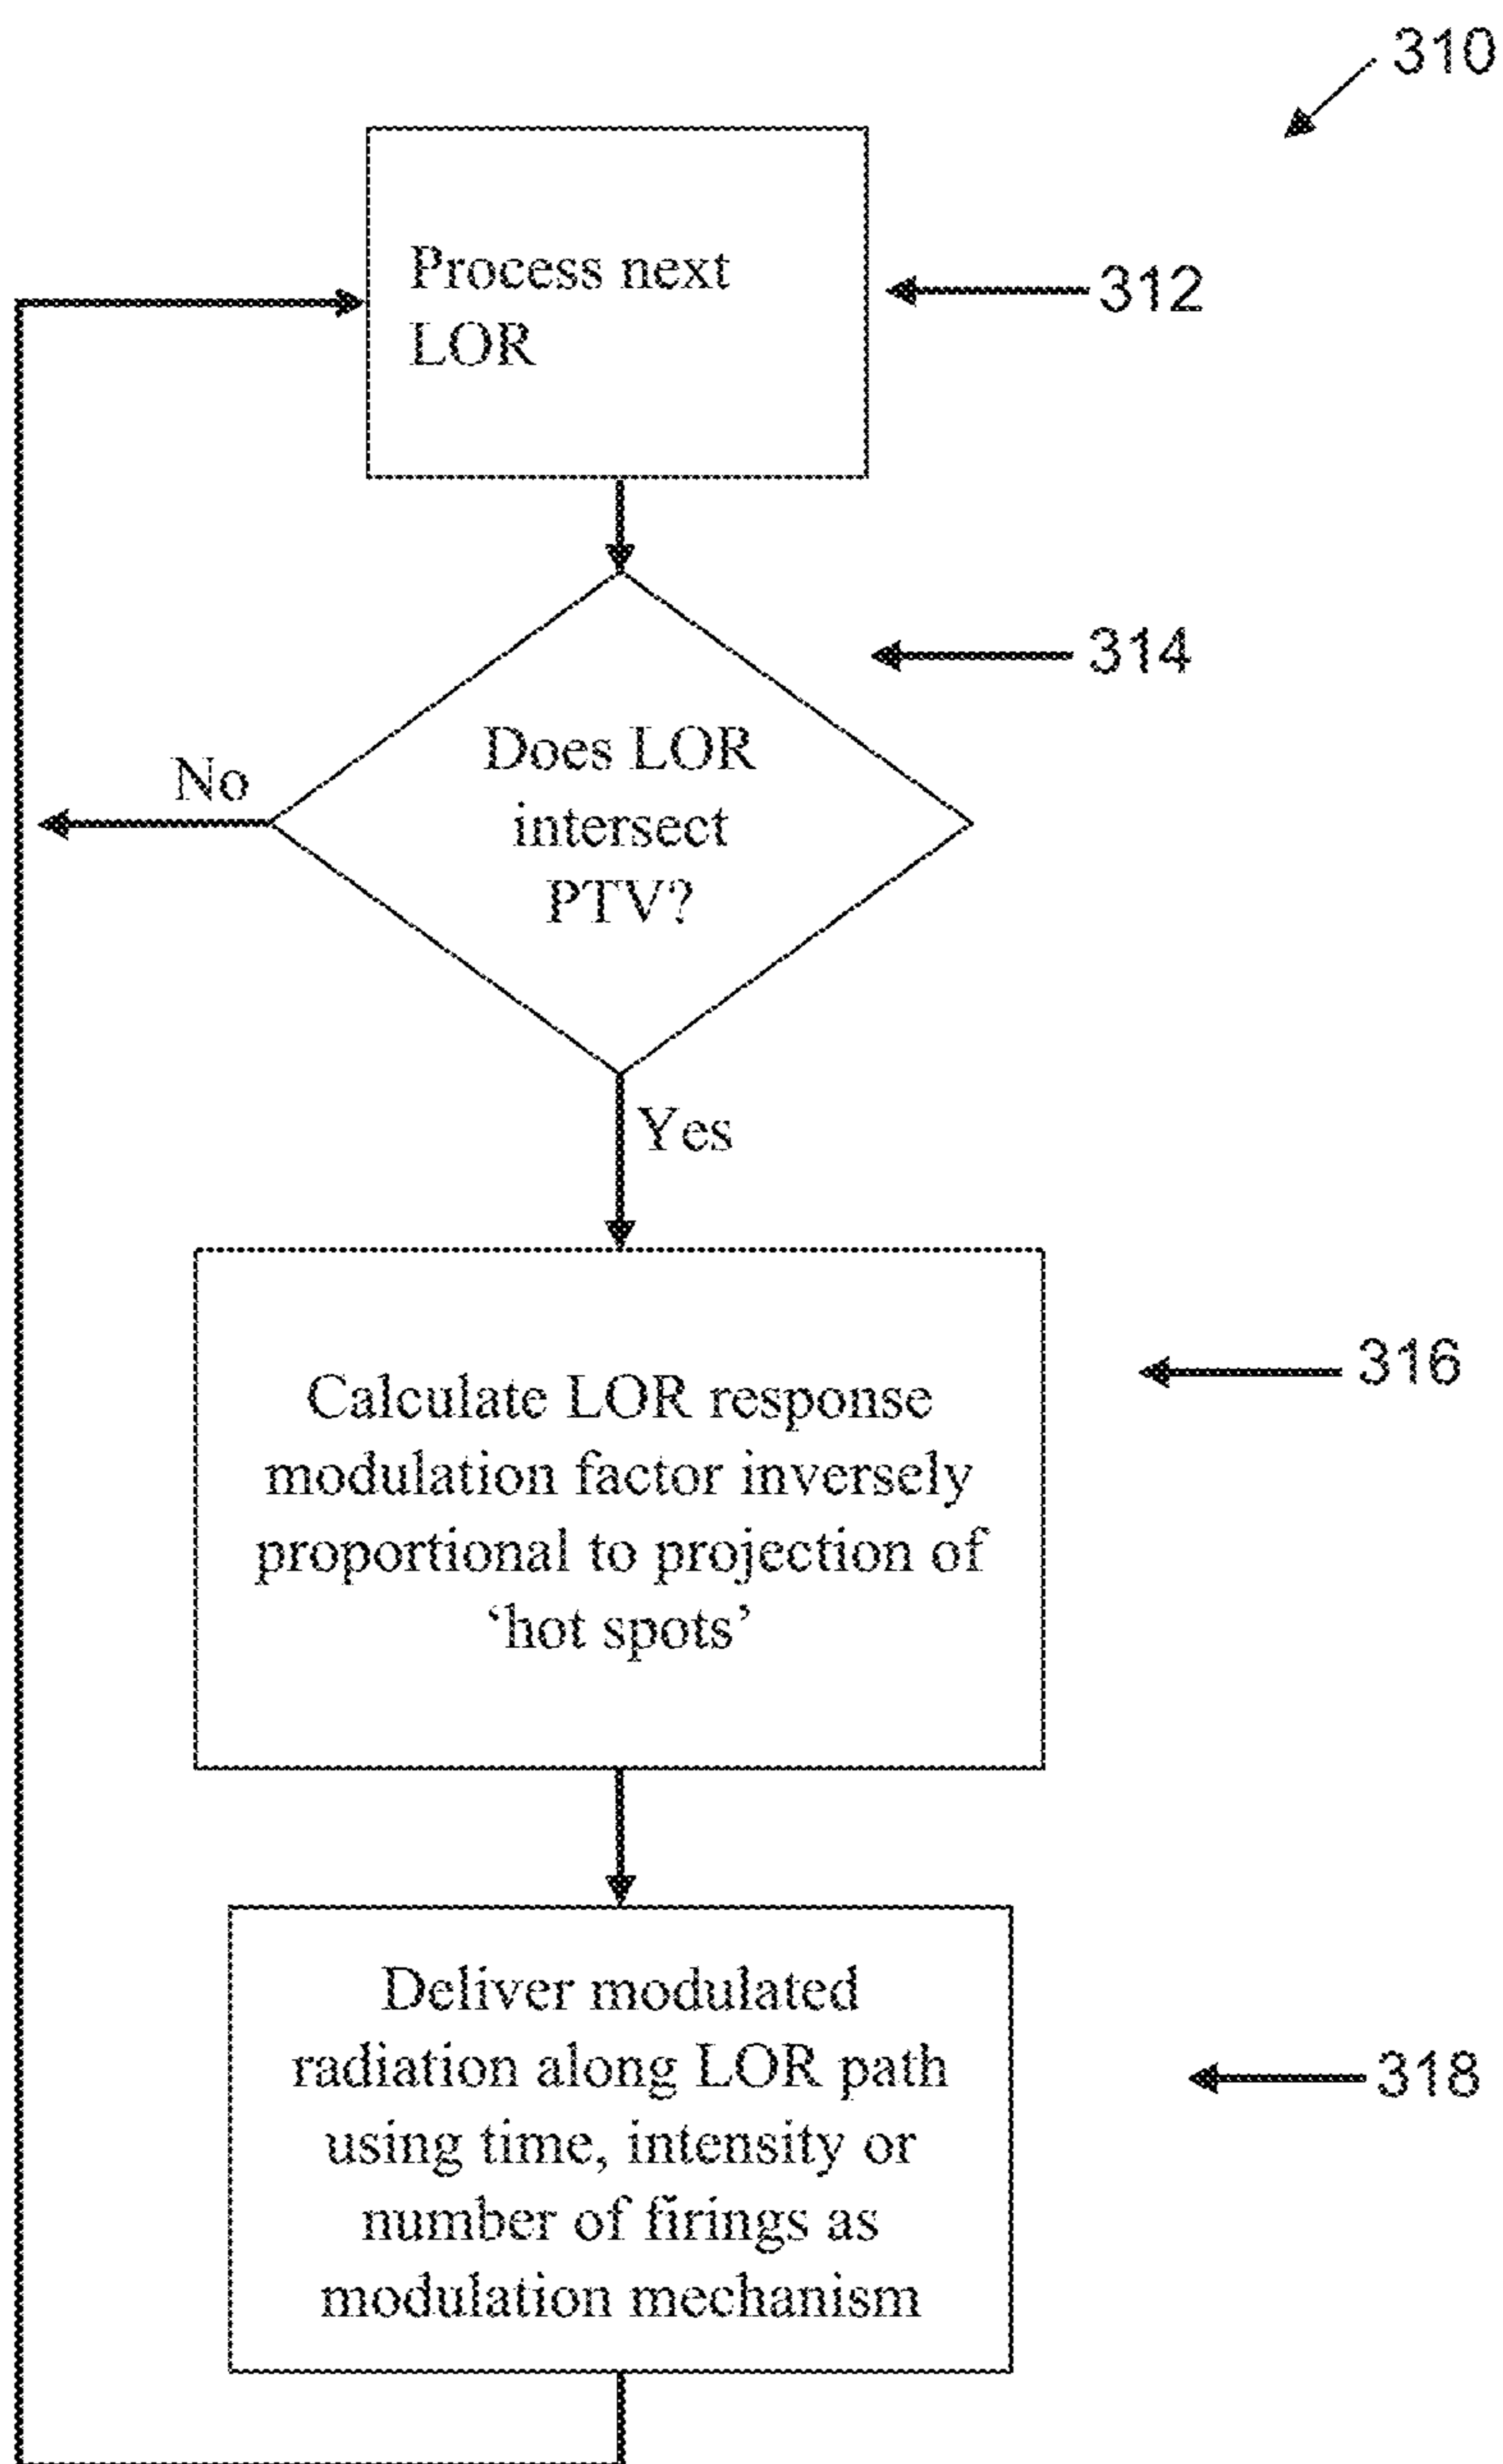 310
Process next
LOR
312
314
Does LOR
intersect
PTV?
No
Yes
Calculate LOR response
modulation factor inversely
proportional to projection of
‘hot spots’
316
Deliver modulated
radiation along LOR path
using time, intensity or
number of firings as
modulation mechanism
318